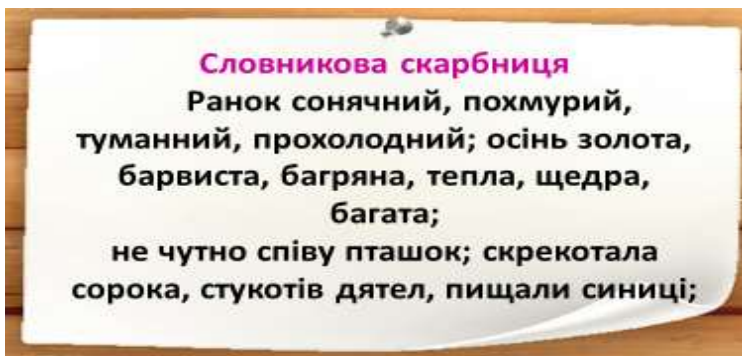 Словникова скарбниця
Ранок сонячний, похмурий,
туманний, прохолодний; осінь золота,
барвиста, багряна, тепла, щедра,
багата;
не чутно співу пташок; скрекотала
сорока, стукотів дятел, пищали синиці;